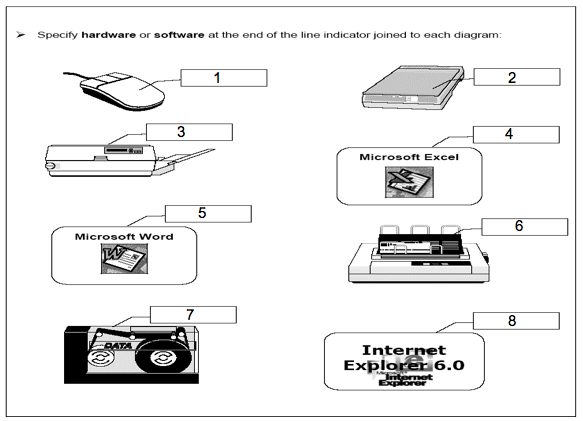 ➢ Specify hardware or software at the end of the line indicator joined to each diagram:
1
2
3
4
Microsoft Excel
5
Microsoft Word
6
7
DATA
8
Internet
Explorer 6.0
Microsoft
Internet
Explorer